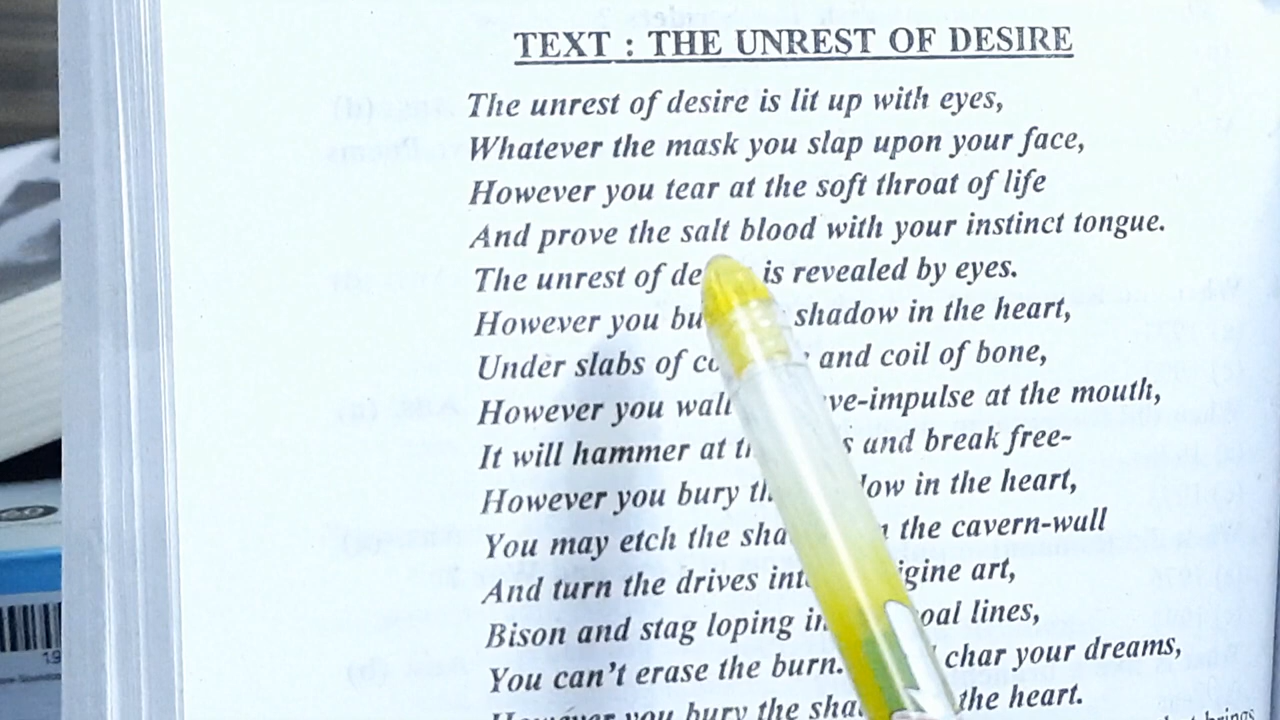 TEXT : THE UNREST OF DESIRE
The unrest of desire is lit up with eyes,
Whatever the mask you slap upon your face,
However you tear at the soft throat of life
And prove the salt blood with your instinct tongue.
The unrest of de is revealed by eyes.
However you bu shadow in the heart,
Under slabs of co and coil of bone,
However you wall ve-impulse at the mouth,
It will hammer at th s and break free-
However you bury th low in the heart,
You may etch the sha the cavern-wall
And turn the drives int igine art,
Bison and stag loping in oal lines,
You can't erase the burn. char your dreams,
However you bury the sha the heart.
brings